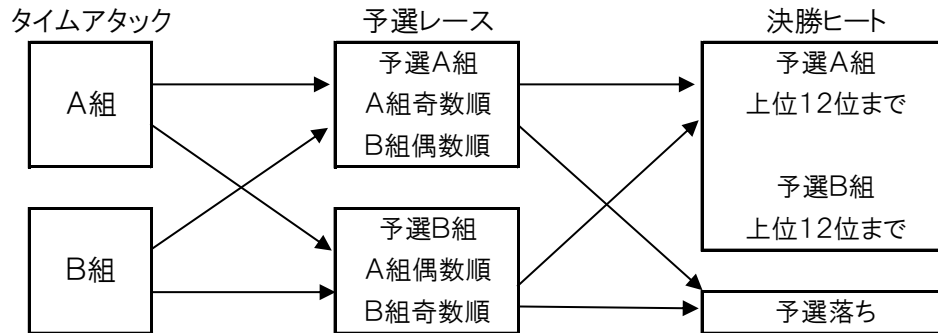 タイムアタック
予選レース
決勝ヒート
A組
B組
予選A組
A組奇数順
B組偶数順
予選B組
A組偶数順
B組奇数順
予選A組
上位12位まで
予選B組
上位12位まで
予選落ち